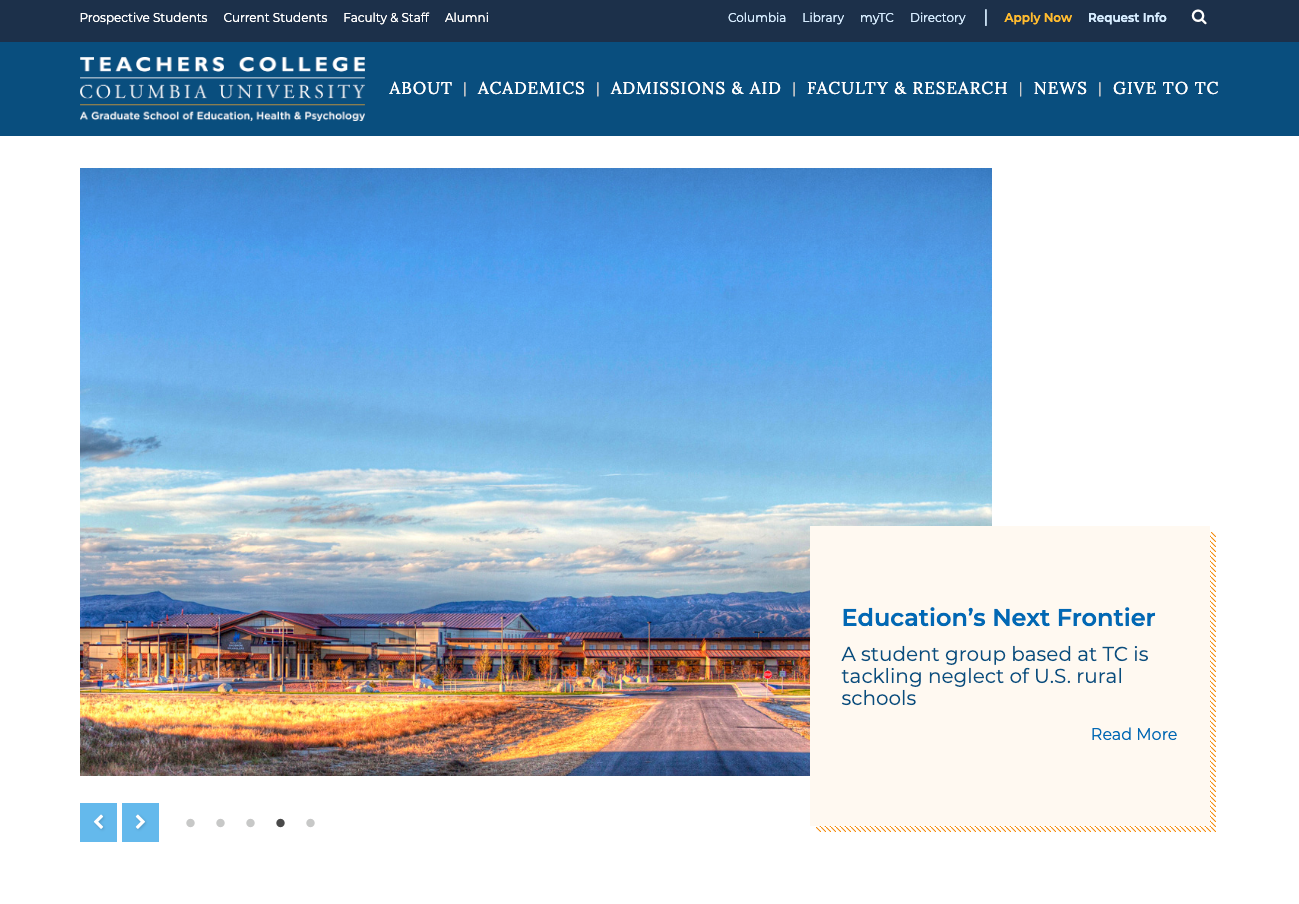 Prospective Students Current Students Faculty & Staff Alumni Columbia Library myTC Directory | Apply Now Request Info
TEACHERS COLLEGE
COLUMBIA UNIVERSITY
A Graduate School of Education, Health & Psychology
ABOUT | ACADEMICS | ADMISSIONS & AID | FACULTY & RESEARCH | NEWS | GIVE TO TC
Education’s Next Frontier
A student group based at TC is
tackling neglect of U.S. rural
schools
Read More